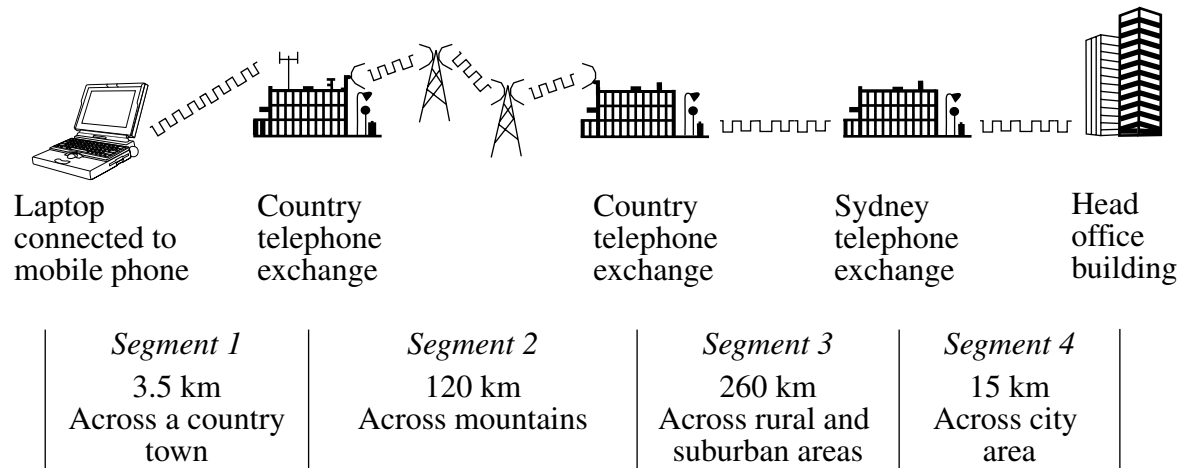 Laptop
connected to
mobile phone
Country
telephone
exchange
Country
telephone
exchange
Sydney
telephone
exchange
Head
office
building
Segment 1
3.5 km
Across a country
town
Segment 2
120 km
Across mountains
Segment 3
260 km
Across rural and
suburban areas
Segment 4
15 km
Across city
area